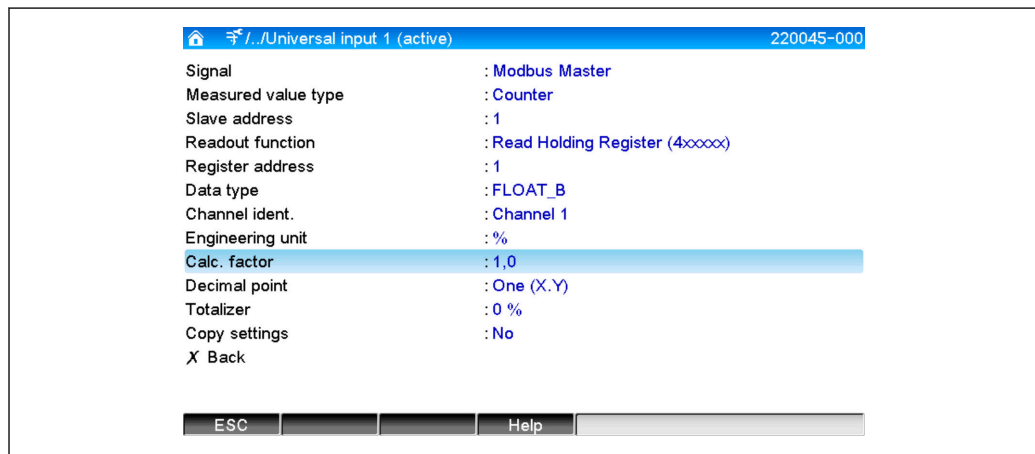 /../Universal input 1 (active) 220045-000
Signal : Modbus Master
Measured value type : Counter
Slave address : 1
Readout function : Read Holding Register (4xxxxx)
Register address : 1
Data type : FLOAT_B
Channel ident. : Channel 1
Engineering unit : %
Calc. factor : 1,0
Decimal point : One (X.Y)
Totalizer : 0 %
Copy settings : No
X Back
ESC Help